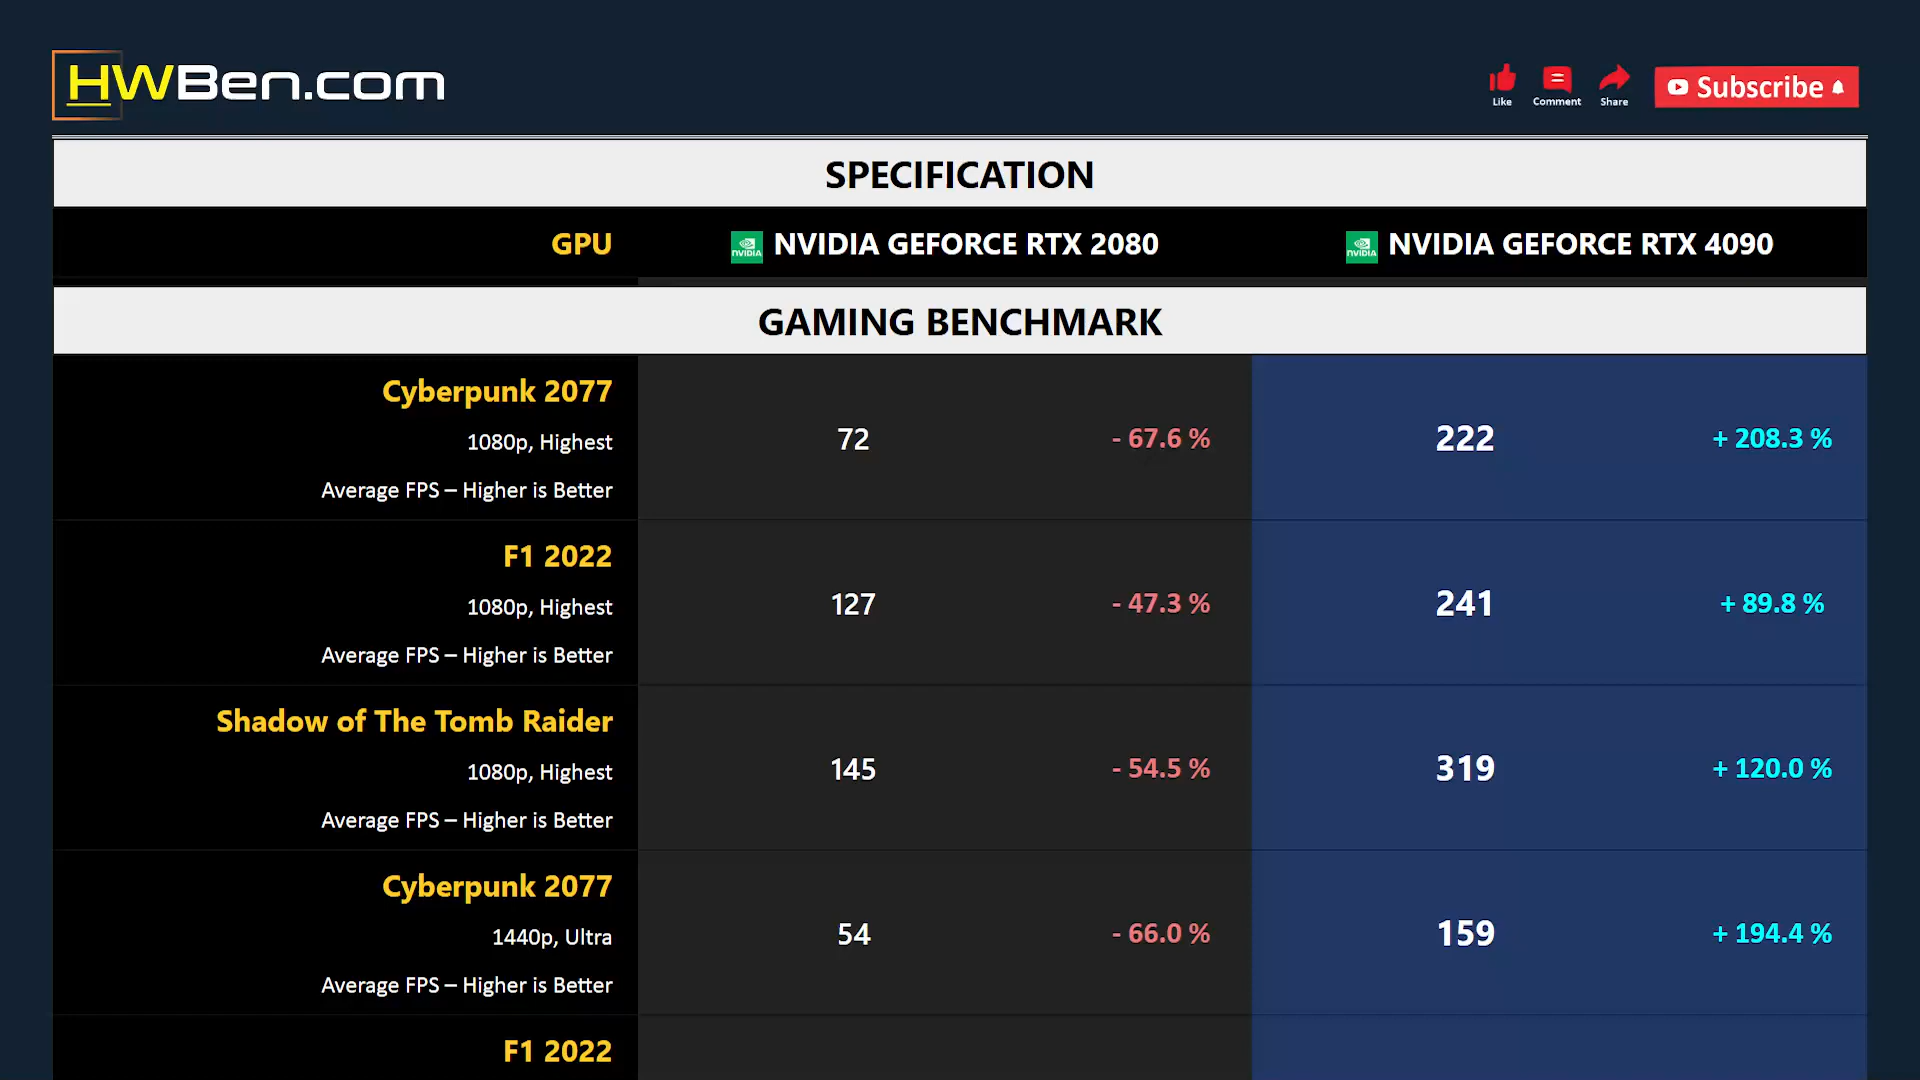 HWBen.com
Like
Comment
Share
Subscribe
SPECIFICATION
GPU
NVIDIA
NVIDIA GEFORCE RTX 2080
NVIDIA
NVIDIA GEFORCE RTX 4090
GAMING BENCHMARK
Cyberpunk 2077
1080p, Highest
Average FPS – Higher is Better
72
- 67.6 %
222
+ 208.3 %
F1 2022
1080p, Highest
Average FPS – Higher is Better
127
- 47.3 %
241
+ 89.8 %
Shadow of The Tomb Raider
1080p, Highest
Average FPS – Higher is Better
145
- 54.5 %
319
+ 120.0 %
Cyberpunk 2077
1440p, Ultra
Average FPS – Higher is Better
54
- 66.0 %
159
+ 194.4 %
F1 2022